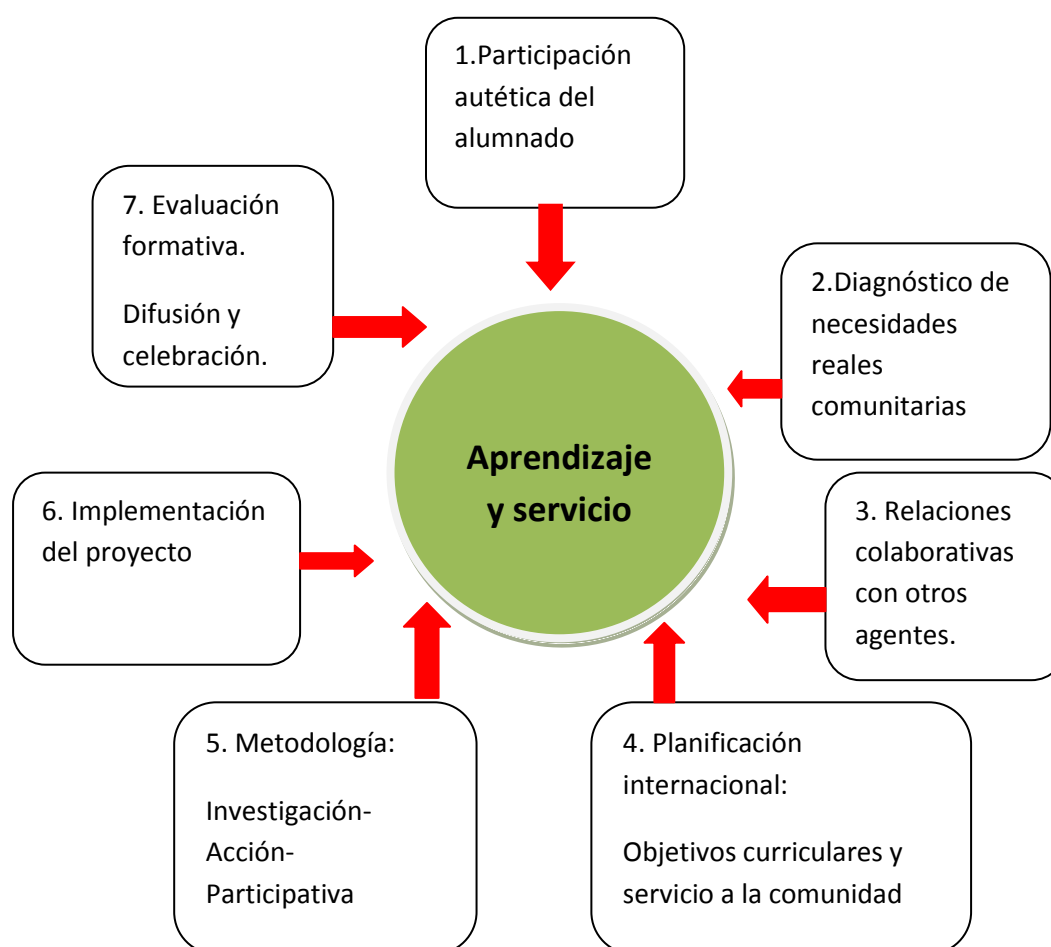 1.Participación
autética del
alumnado
2.Diagnóstico de
necesidades
reales
comunitarias
3. Relaciones
colaborativas
con otros
agentes.
4. Planificación
internacional:
Objetivos curriculares y
servicio a la comunidad
5. Metodología:
Investigación-
Acción-
Participativa
6. Implementación
del proyecto
7. Evaluación
formativa.
Difusión y
celebración.
Aprendizaje
y servicio